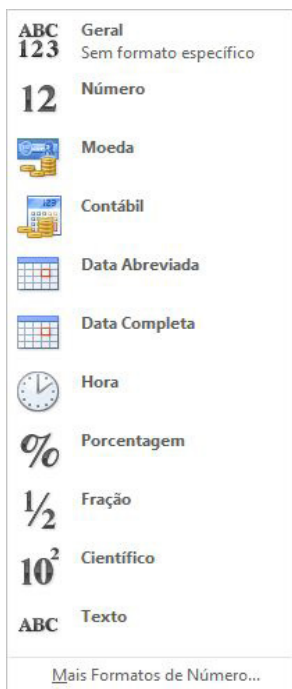 ABC
123
Geral
Sem formato específico
12
Número
Moeda
123
Contábil
Data Abreviada
Data Completa
Hora
%
Porcentagem
½
Fração
10²
Científico
ABC
Texto
Mais Formatos de Número...